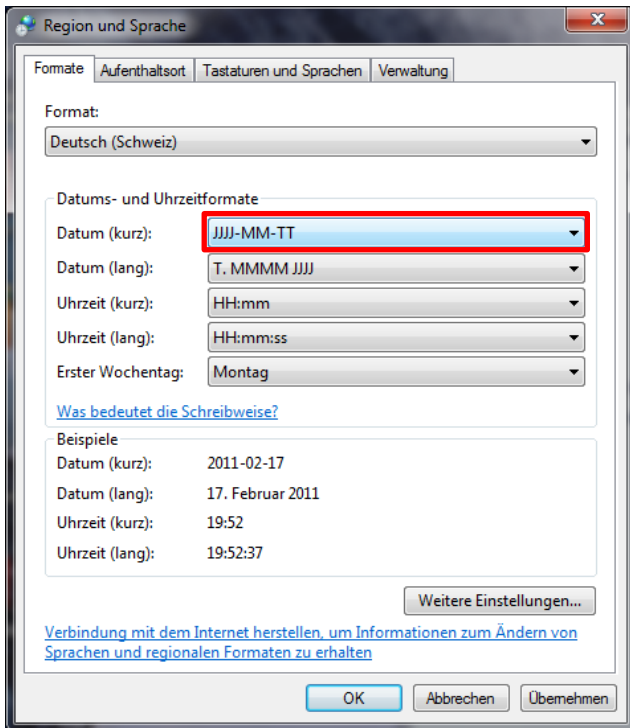 Region und Sprache
Formate Aufenthaltsort Tastaturen und Sprachen Verwaltung
Format:
Deutsch (Schweiz)
Datums- und Uhrzeitformate
Datum (kurz): JJJJ-MM-TT
Datum (lang): T. MMMM JJJJ
Uhrzeit (kurz): HH:mm
Uhrzeit (lang): HH:mm:ss
Erster Wochentag: Montag
Was bedeutet die Schreibweise?
Beispiele
Datum (kurz): 2011-02-17
Datum (lang): 17. Februar 2011
Uhrzeit (kurz): 19:52
Uhrzeit (lang): 19:52:37
Weitere Einstellungen...
Verbindung mit dem Internet herstellen, um Informationen zum Ändern von
Sprachen und regionalen Formaten zu erhalten
OK Abbrechen Übernehmen